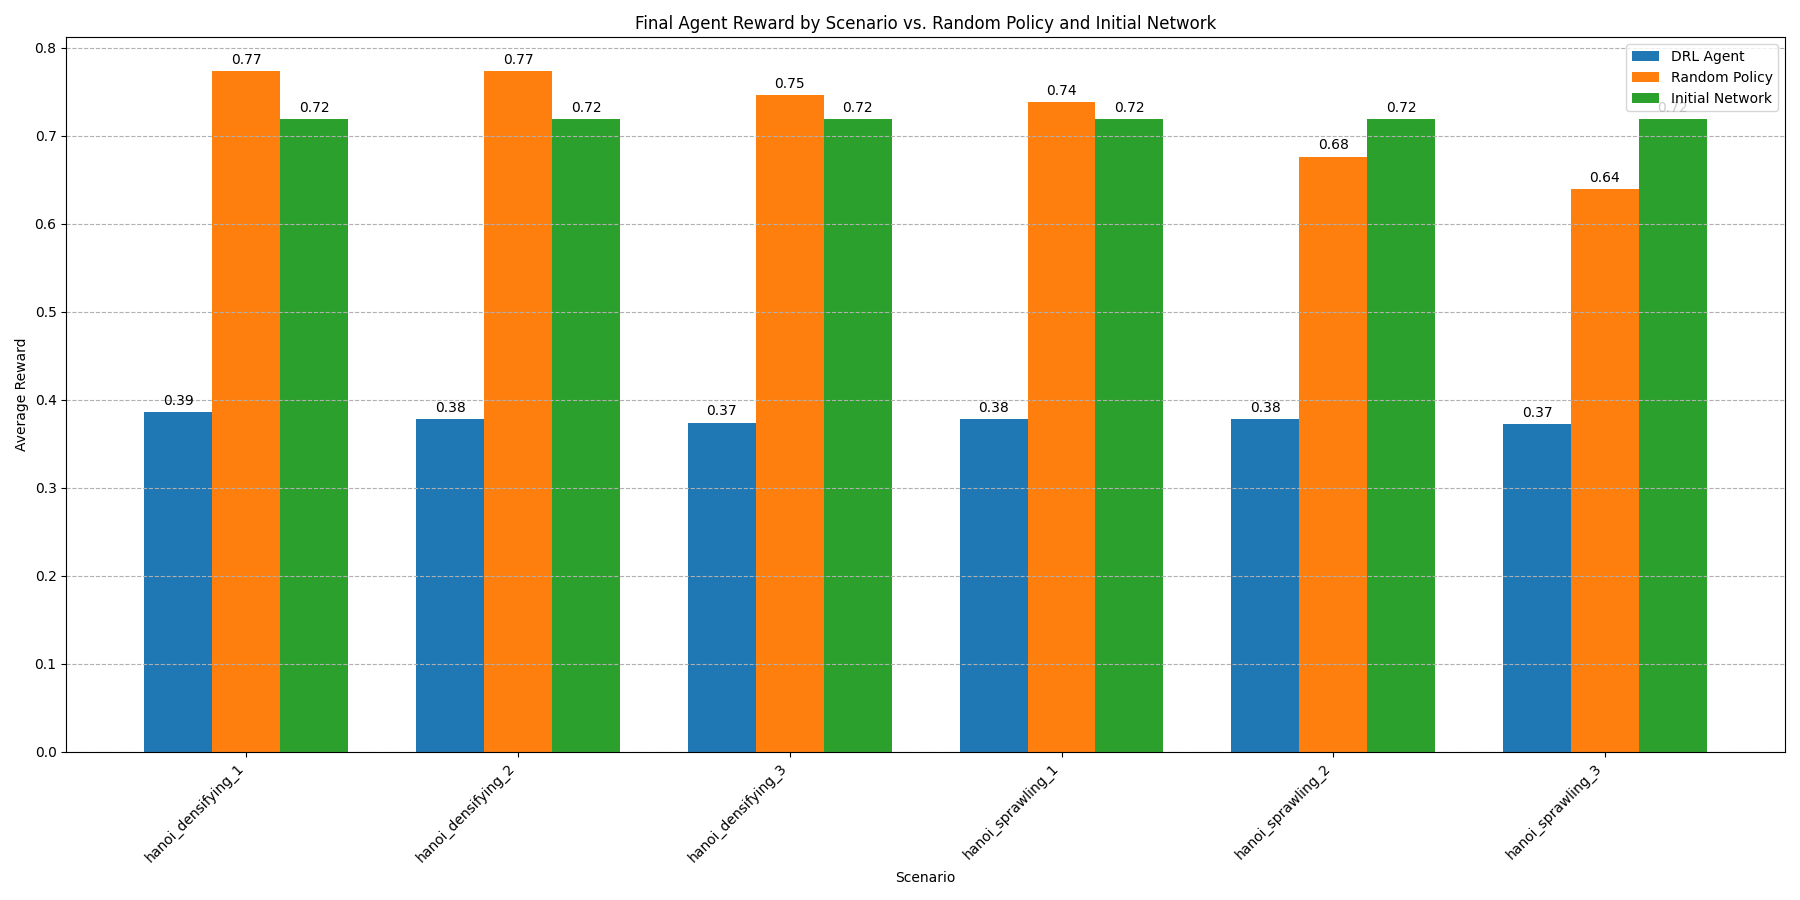 Final Agent Reward by Scenario vs. Random Policy and Initial Network
DRL Agent
Random Policy
Initial Network
Average Reward
0.8
0.7
0.6
0.5
0.4
0.3
0.2
0.1
0.0
0.39
0.77
0.72
0.38
0.77
0.72
0.37
0.75
0.72
0.38
0.74
0.72
0.38
0.68
0.72
0.37
0.64
0.72
hanoi_densifying_1
hanoi_densifying_2
hanoi_densifying_3
hanoi_sprawling_1
hanoi_sprawling_2
hanoi_sprawling_3
Scenario